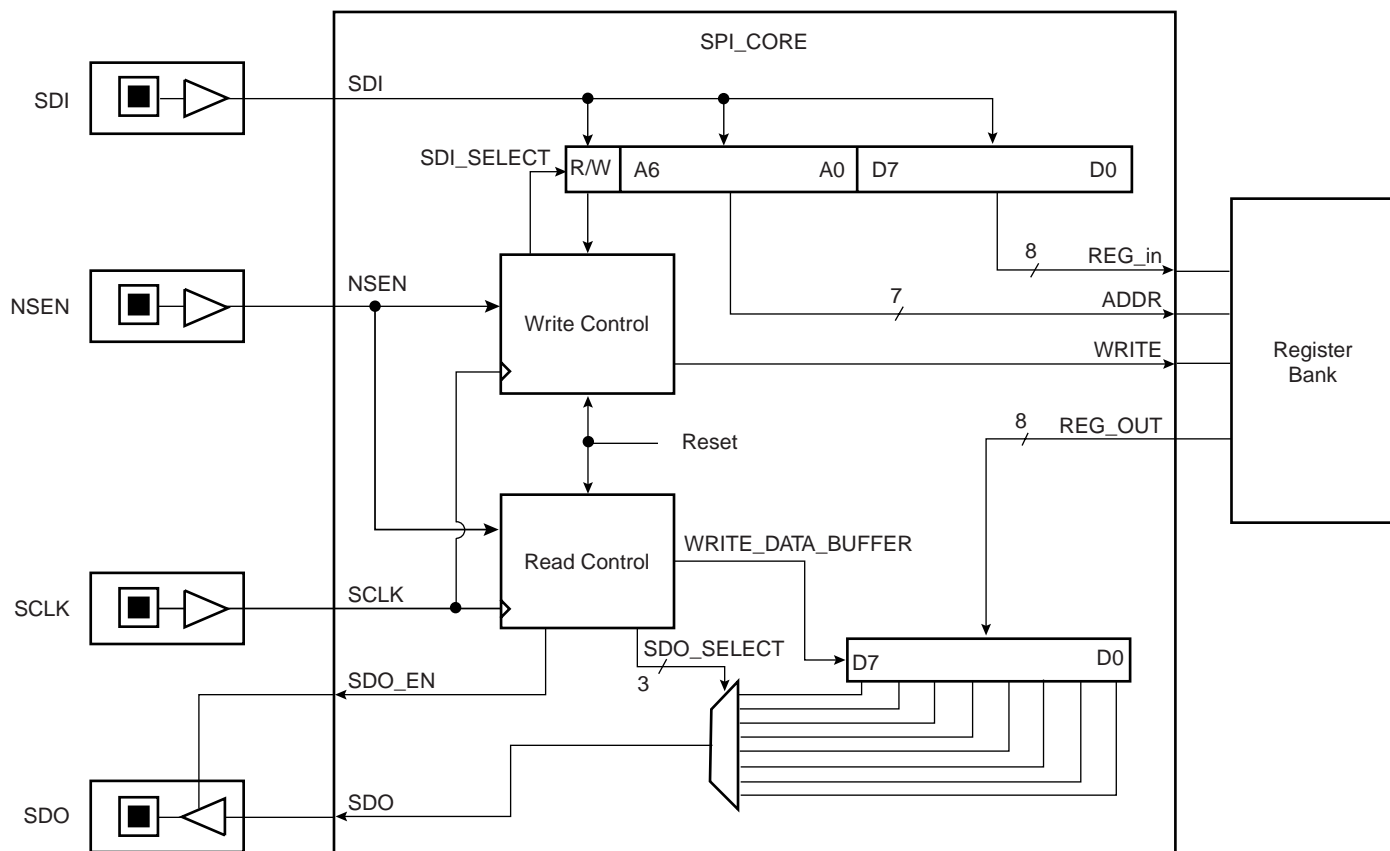 SPI_CORE
SDI
SDI
SDI_SELECT
R/W
A6
A0
D7
D0
8
REG_in
NSEN
NSEN
7
ADDR
Write Control
WRITE
Register
Bank
8
REG_OUT
Reset
WRITE_DATA_BUFFER
Read Control
SCLK
SCLK
SDO_SELECT
3
D7
D0
SDO_EN
SDO
SDO